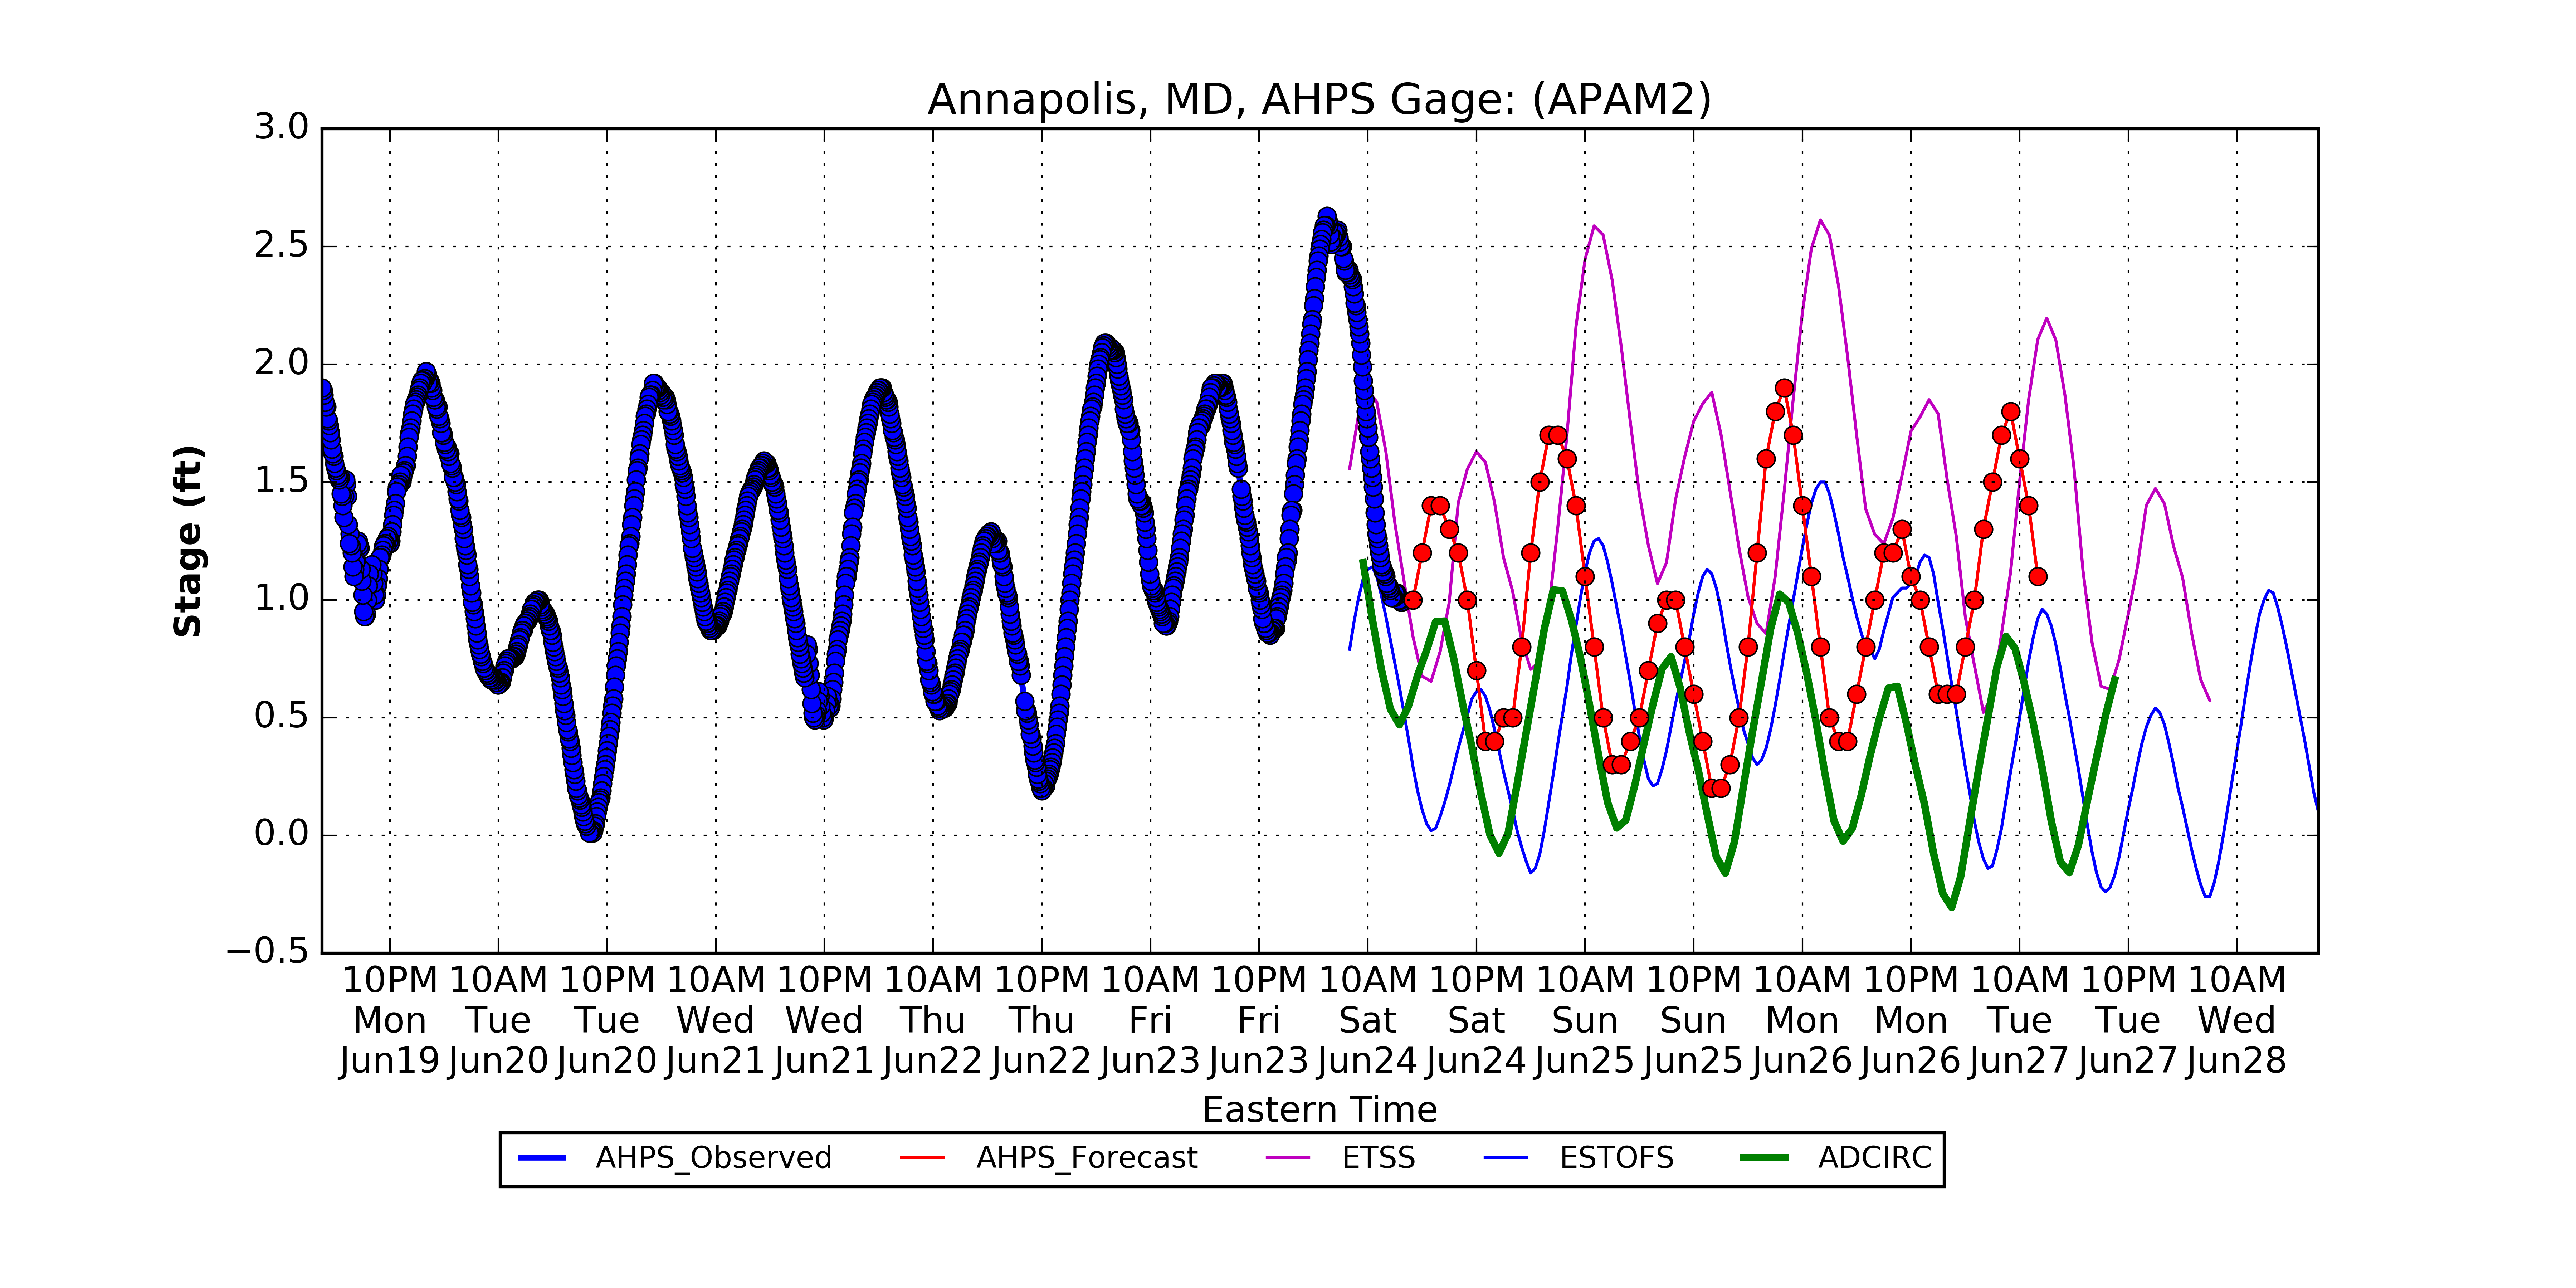 Annapolis, MD, AHPS Gage: (APAM2)
3.0
2.5
2.0
1.5
1.0
0.5
0.0
−0.5
Stage (ft)
10PM 10AM 10PM 10AM 10PM 10AM 10PM 10AM 10PM 10AM 10PM 10AM 10PM 10AM 10PM 10AM 10PM 10AM
Mon Tue Tue Wed Wed Thu Thu Fri Fri Sat Sat Sun Sun Mon Mon Tue Tue Wed
Jun19 Jun20 Jun20 Jun21 Jun21 Jun22 Jun22 Jun23 Jun23 Jun24 Jun24 Jun25 Jun25 Jun26 Jun26 Jun27 Jun27 Jun28
Eastern Time
AHPS_Observed AHPS_Forecast ETSS ESTOFS ADCIRC